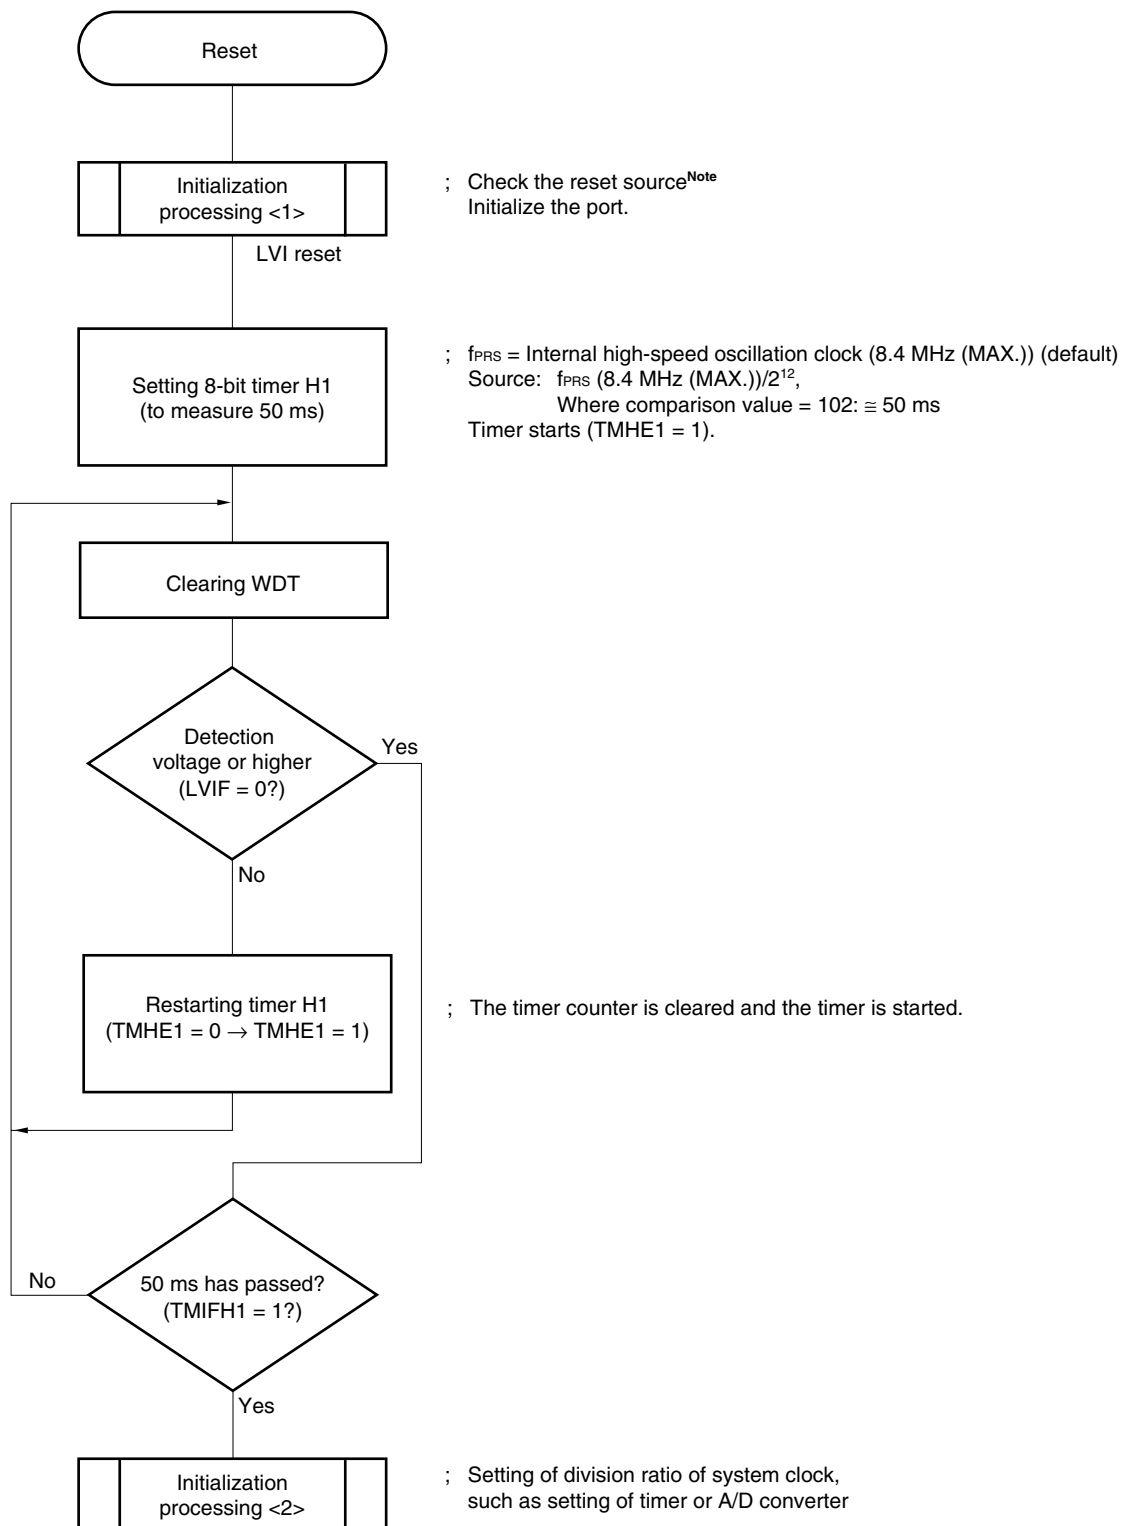 Reset
Initialization
processing <1>
; Check the reset sourceNote
Initialize the port.
LVI reset
Setting 8-bit timer H1
(to measure 50 ms)
; fPRS = Internal high-speed oscillation clock (8.4 MHz (MAX.)) (default)
Source: fPRS (8.4 MHz (MAX.))/2¹²,
Where comparison value = 102: ≅ 50 ms
Timer starts (TMHE1 = 1).
Clearing WDT
Detection
voltage or higher
(LVIF = 0?)
Yes
No
Restarting timer H1
(TMHE1 = 0 → TMHE1 = 1)
; The timer counter is cleared and the timer is started.
50 ms has passed?
(TMIFH1 = 1?)
No
Yes
Initialization
processing <2>
; Setting of division ratio of system clock,
such as setting of timer or A/D converter